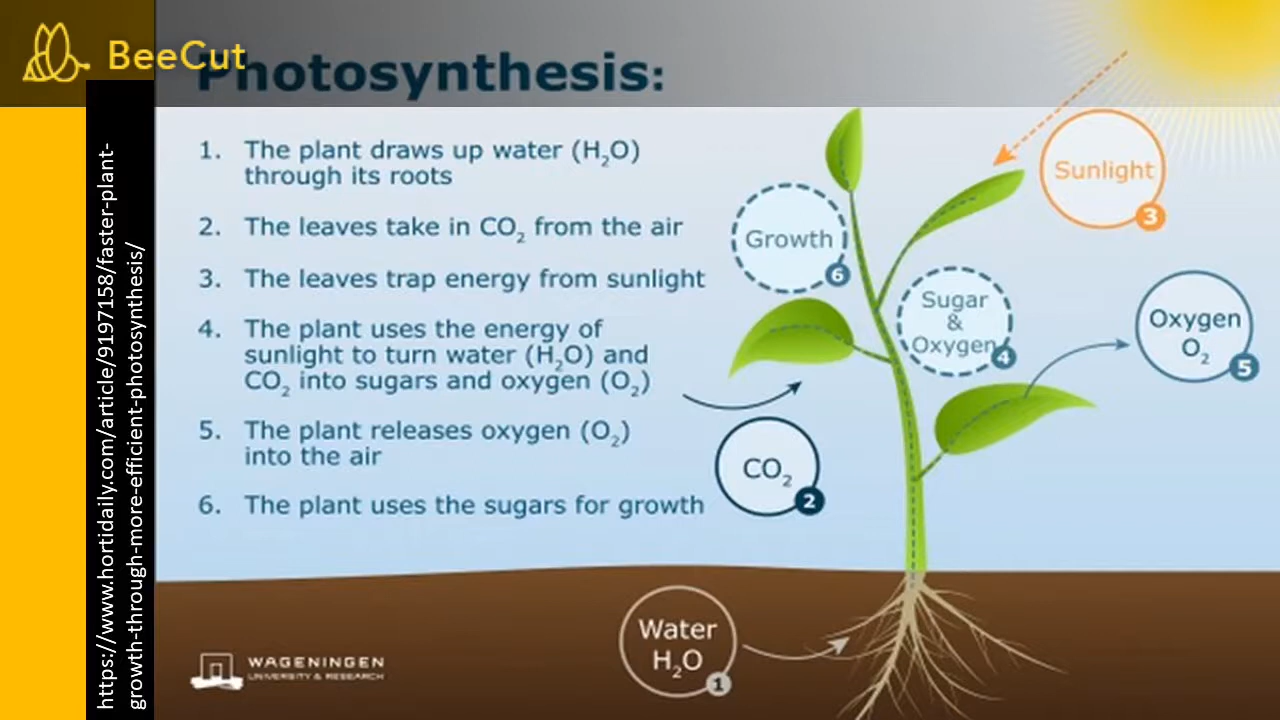 BeeCut
Photosynthesis:
https://www.hortidaily.com/article/9197158/faster-plant-
growth-through-more-efficient-photosynthesis/
1. The plant draws up water (H₂O)
through its roots
2. The leaves take in CO₂ from the air
3. The leaves trap energy from sunlight
4. The plant uses the energy of
sunlight to turn water (H₂O) and
CO₂ into sugars and oxygen (O₂)
5. The plant releases oxygen (O₂)
into the air
6. The plant uses the sugars for growth
Sunlight
3
Growth
6
Sugar
&
Oxygen
4
Oxygen
O₂
5
CO₂
2
Water
H₂O
1
WAGENINGEN
UNIVERSITY & RESEARCH